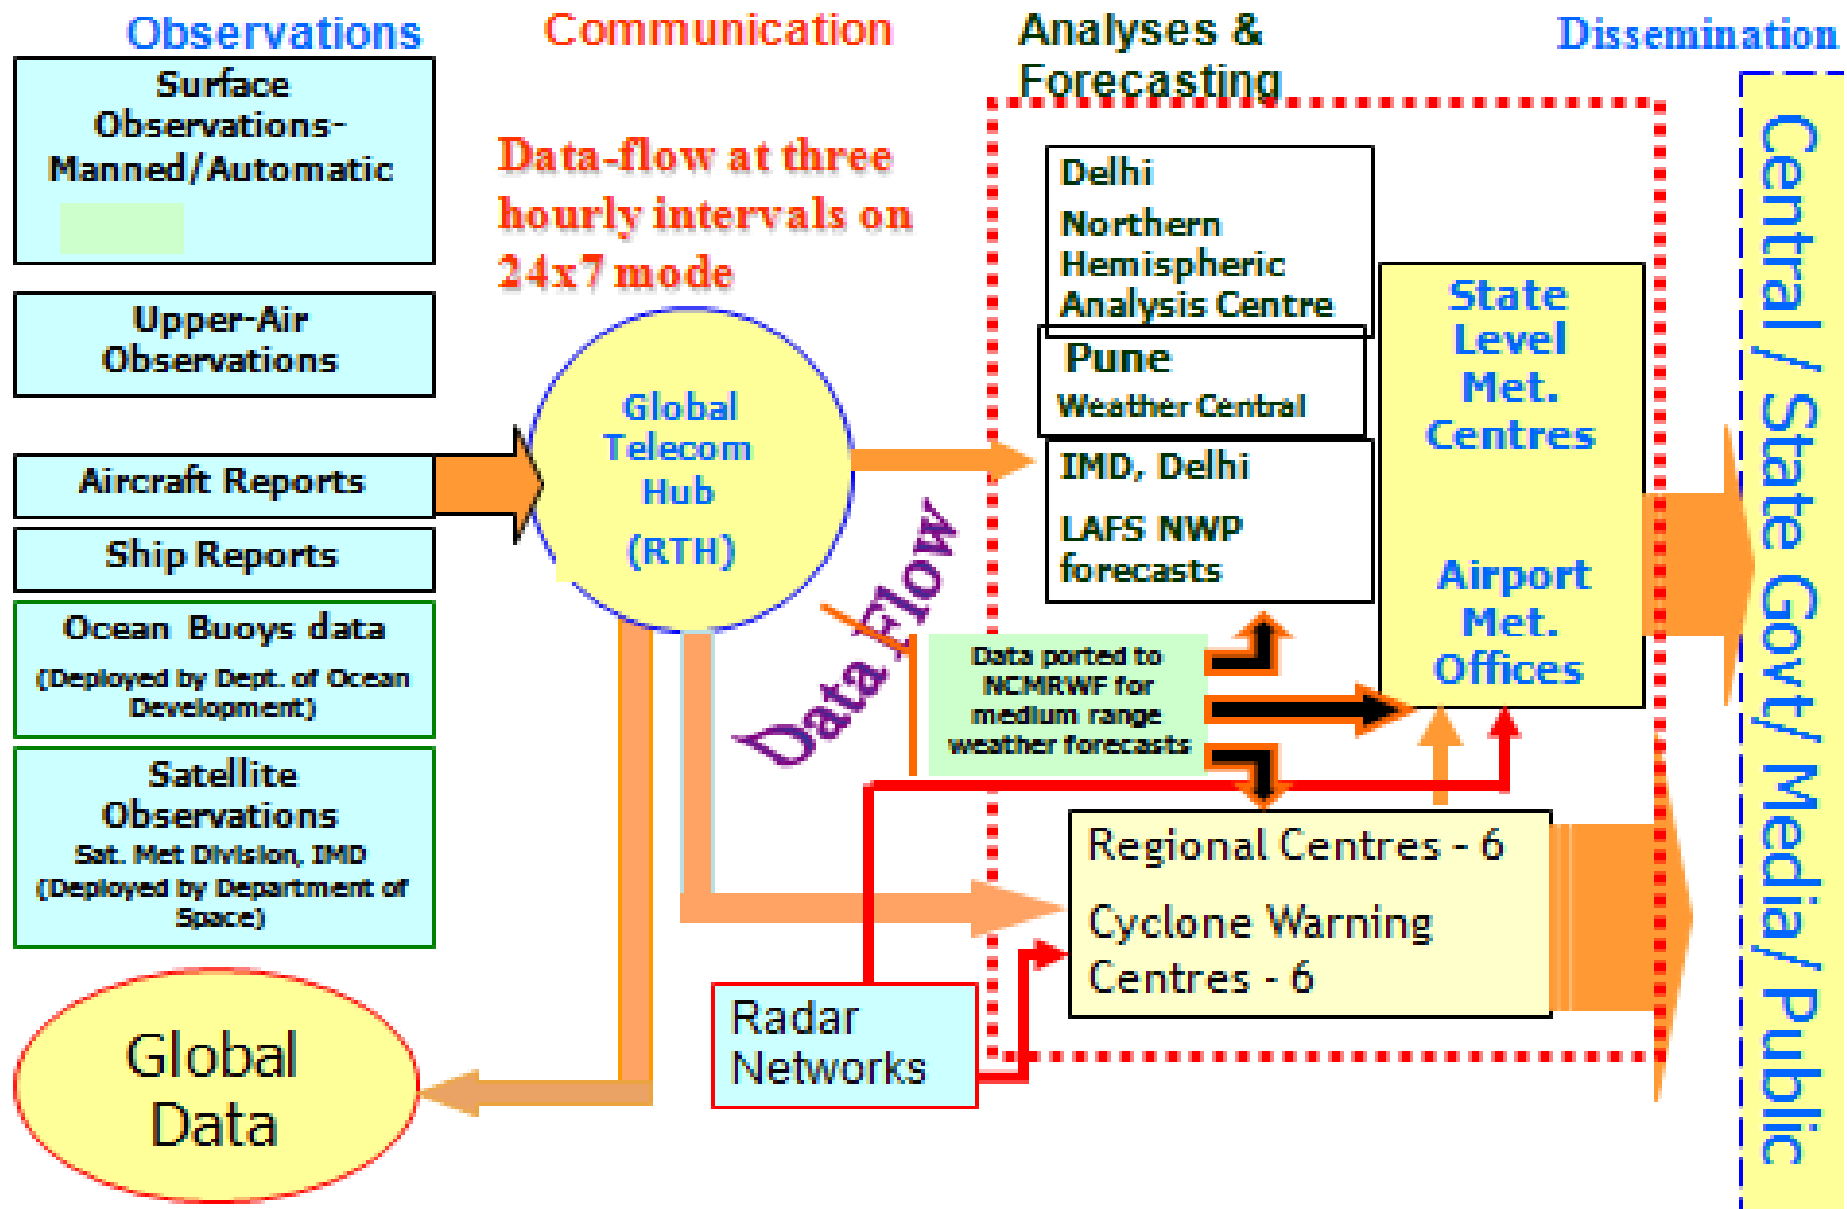 Observations
Communication
Analyses &
Forecasting
Dissemination
Surface
Observations-
Manned/Automatic
Upper-Air
Observations
Aircraft Reports
Ship Reports
Ocean Buoys data
(Deployed by Dept. of Ocean
Development)
Satellite
Observations
Sat. Met Division, IMD
(Deployed by Department of
Space)
Global
Data
Data-flow at three
hourly intervals on
24x7 mode
Global
Telecom
Hub
(RTH)
Data Flow
Radar
Networks
Delhi
Northern
Hemispheric
Analysis Centre
Pune
Weather Central
IMD, Delhi
LAFS NWP
forecasts
Data ported to
NCMRWF for
medium range
weather forecasts
State
Level
Met.
Centres
Airport
Met.
Offices
Regional Centres - 6
Cyclone Warning
Centres - 6
Central / State Govt/ Media/ Public